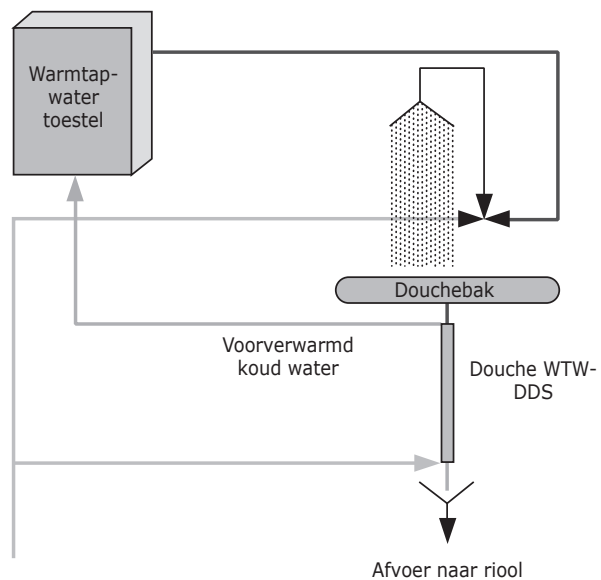 Warmtap-
water
toestel
Douchebak
Voorverwarmd
koud water
Douche WTW-
DDS
Afvoer naar riool